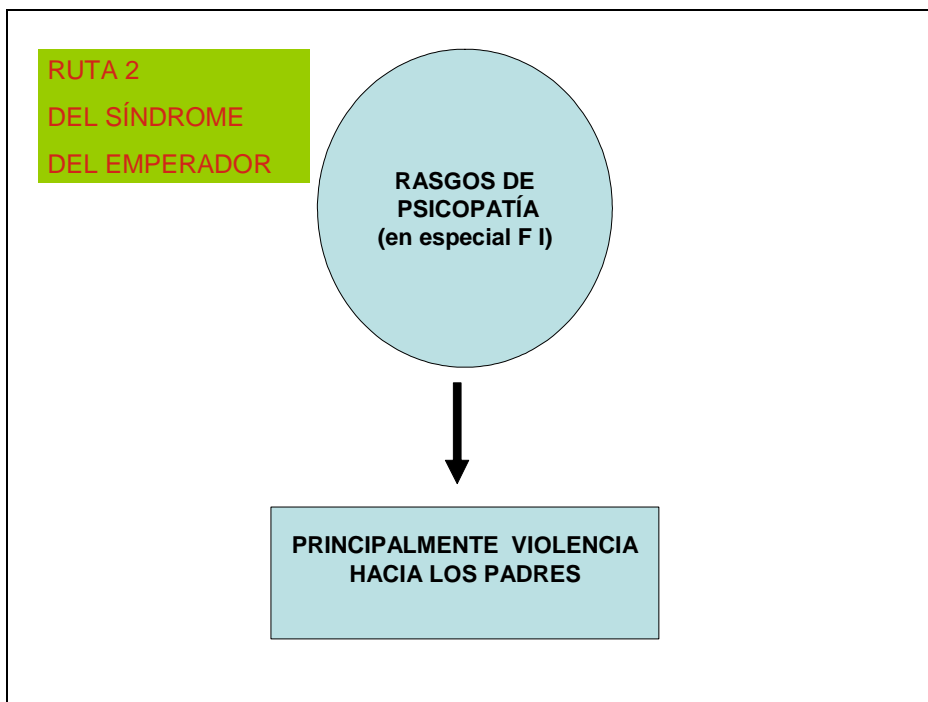 RUTA 2
DEL SÍNDROME
DEL EMPERADOR
RASGOS DE
PSICOPATÍA
(en especial F I)
PRINCIPALMENTE VIOLENCIA
HACIA LOS PADRES